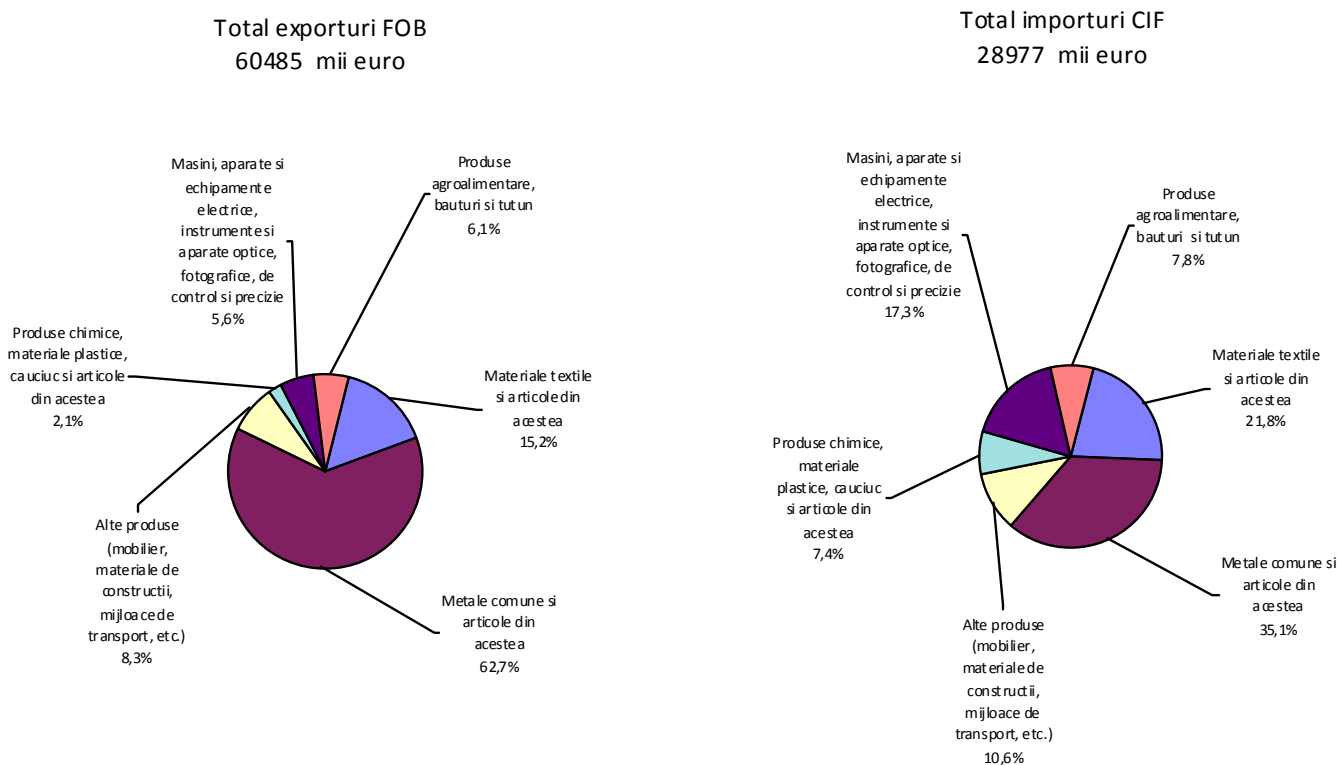 Total exporturi FOB
60485 mii euro
Masini, aparate si
echipamente
electrice,
instrumente si
aparate optice,
fotografice, de
control si precizie
5,6%
Produse
agroalimentare,
bauturi si tutun
6,1%
Produse chimice,
materiale plastice,
cauciuc si articole
din acestea
2,1%
Materiale textile
si articole din
acestea
15,2%
Alte produse
(mobilier,
materiale de
constructii,
mijloace de
transport, etc.)
8,3%
Metale comune si
articole din
acestea
62,7%
Total importuri CIF
28977 mii euro
Masini, aparate si
echipamente
electrice,
instrumente si
aparate optice,
fotografice, de
control si precizie
17,3%
Produse
agroalimentare,
bauturi si tutun
7,8%
Materiale textile
si articole din
acestea
21,8%
Produse chimice,
materiale
plastice, cauciuc
si articole din
acestea
7,4%
Metale comune si
articole din
acestea
35,1%
Alte produse
(mobilier,
materiale de
constructii,
mijloace de
transport, etc.)
10,6%